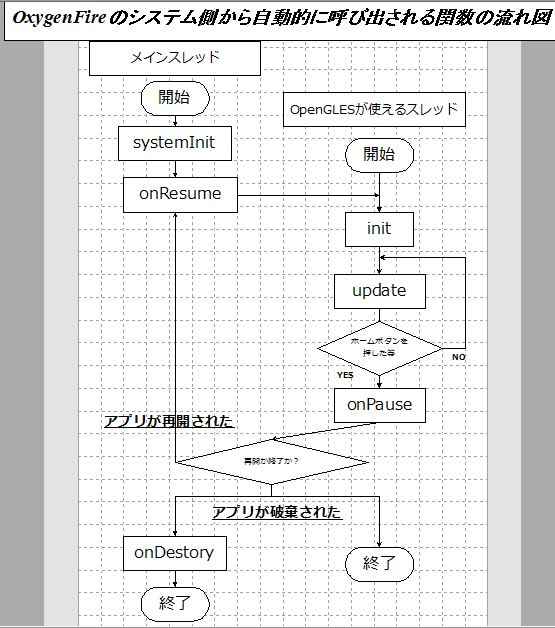 OxygenFireのシステム側から自動的に呼び出される関数の流れ図
メインスレッド
開始
OpenGLESが使えるスレッド
systemInit
開始
onResume
init
update
ホームボタンを
押した等
NO
YES
onPause
アプリが再開された
再開か終了か？
アプリが破棄された
onDestory
終了
終了